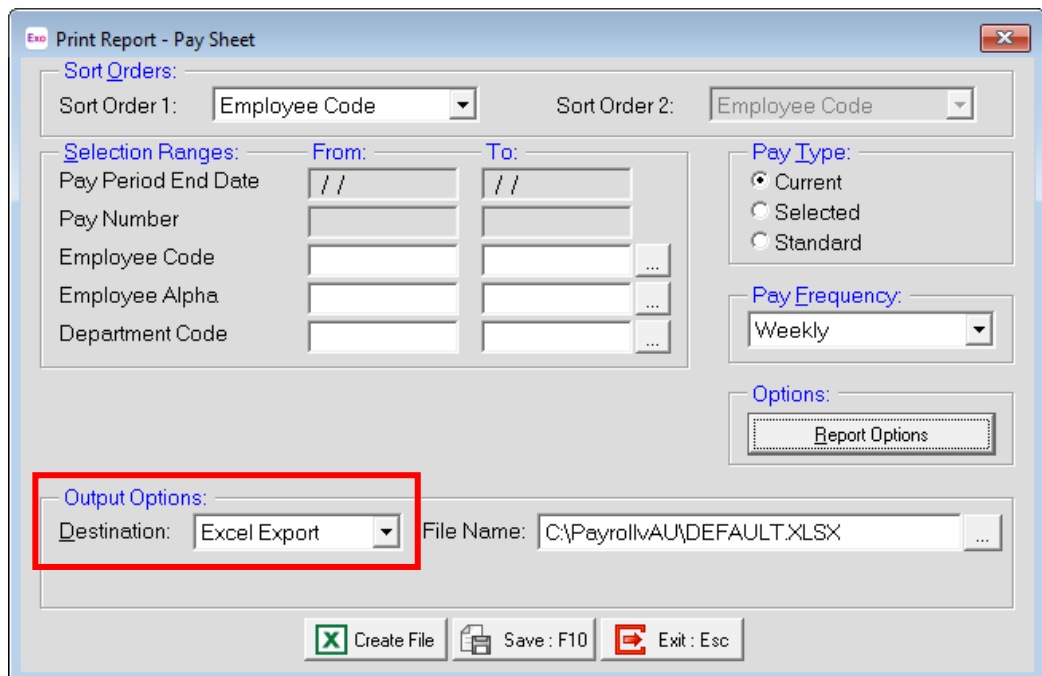 Exo Print Report - Pay Sheet
Sort Orders:
Sort Order 1: Employee Code Sort Order 2: Employee Code
Selection Ranges: From: To: Pay Type:
Pay Period End Date / / / / Current
Pay Number Selected
Standard
Employee Code ...
Employee Alpha ... Pay Frequency:
Department Code ... Weekly
Options:
Report Options
Output Options:
Destination: Excel Export File Name: C:\PayrollvAU\DEFAULT.XLSX ...
Create File Save : F10 Exit : Esc